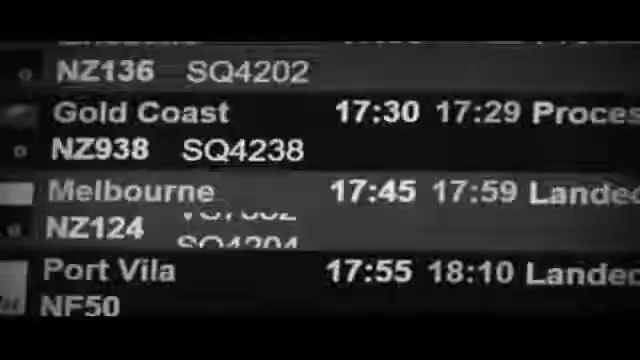 NZ136 SQ4202
Gold Coast 17:30 17:29
NZ938 SQ4238
Melbourne 17:45 17:59 Landed
NZ124
Port Vila 17:55 18:10 Landed
NF50